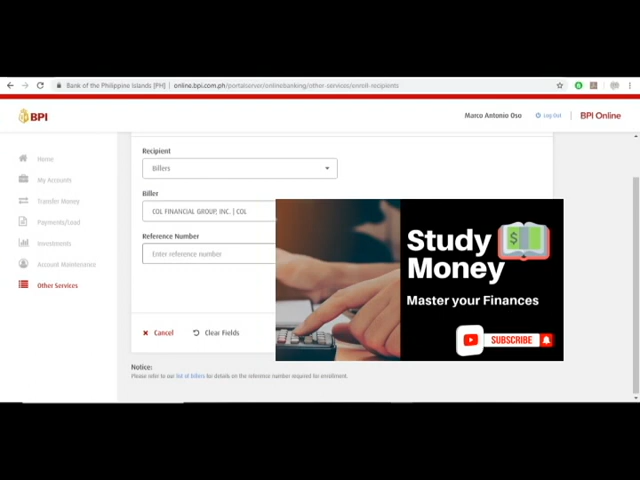 Bank of the Philippine Islands [PH] | online.bpi.com.ph/portalserver/onlinebanking/other-services/enroll-recipients
BPI
Marco Antonio Oso
Log Out
BPI Online
Home
My Accounts
Transfer Money
Payments/Load
Investments
Account Maintenance
Other Services
Recipient
Billers
Biller
COL FINANCIAL GROUP, INC. | COL
Reference Number
Enter reference number
Cancel
Clear Fields
Study
Money
Master your Finances
SUBSCRIBE
Notice:
Please refer to our list of billers for details on the reference number required for enrollment.